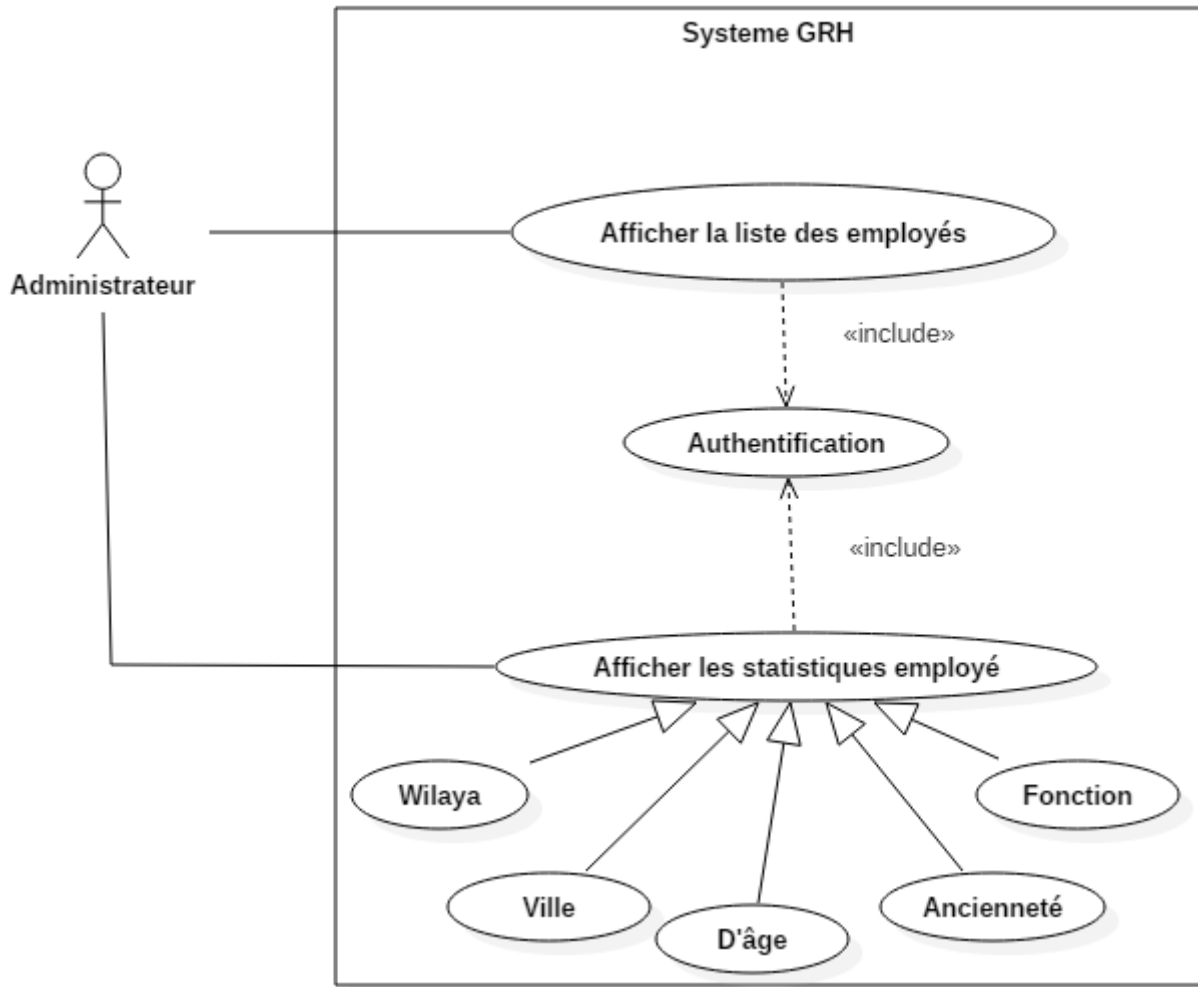 Systeme GRH
Afficher la liste des employés
Administrateur
«include»
Authentification
«include»
Afficher les statistiques employé
Wilaya
Fonction
Ville
Ancienneté
D'âge